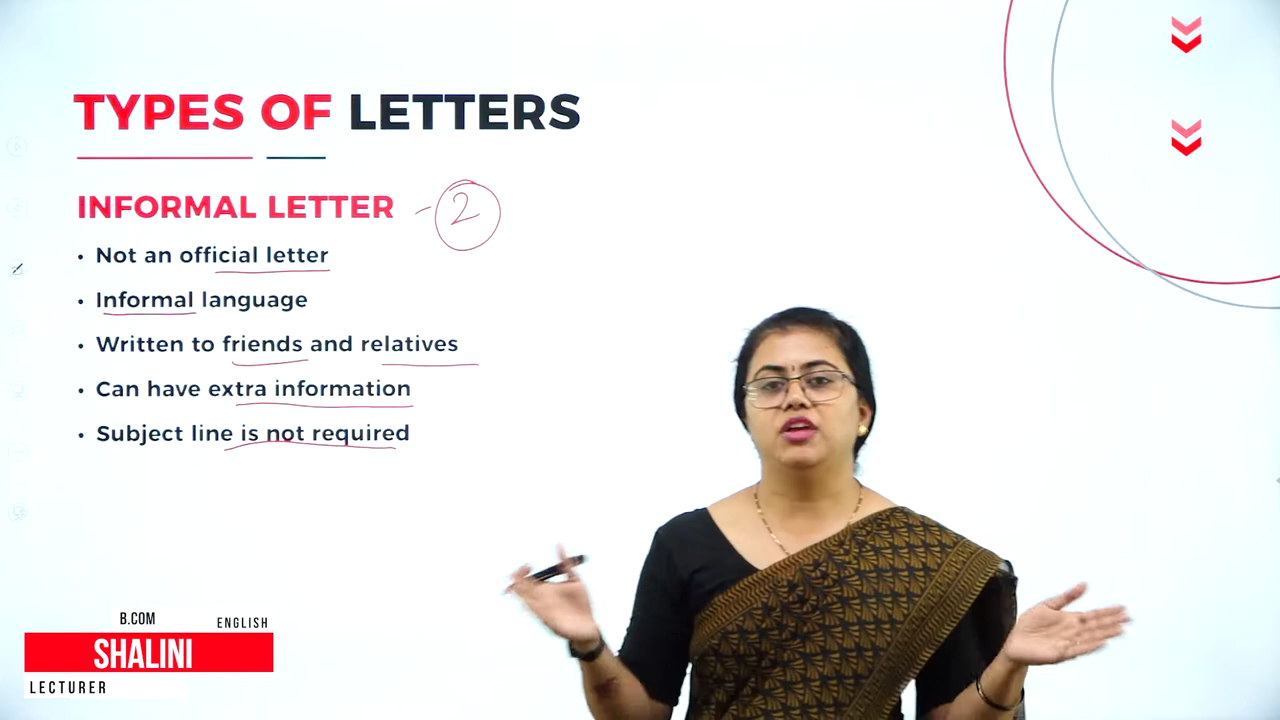 TYPES OF LETTERS
INFORMAL LETTER - 2
• Not an official letter
• Informal language
• Written to friends and relatives
• Can have extra information
• Subject line is not required
B.COM ENGLISH
SHALINI
LECTURER